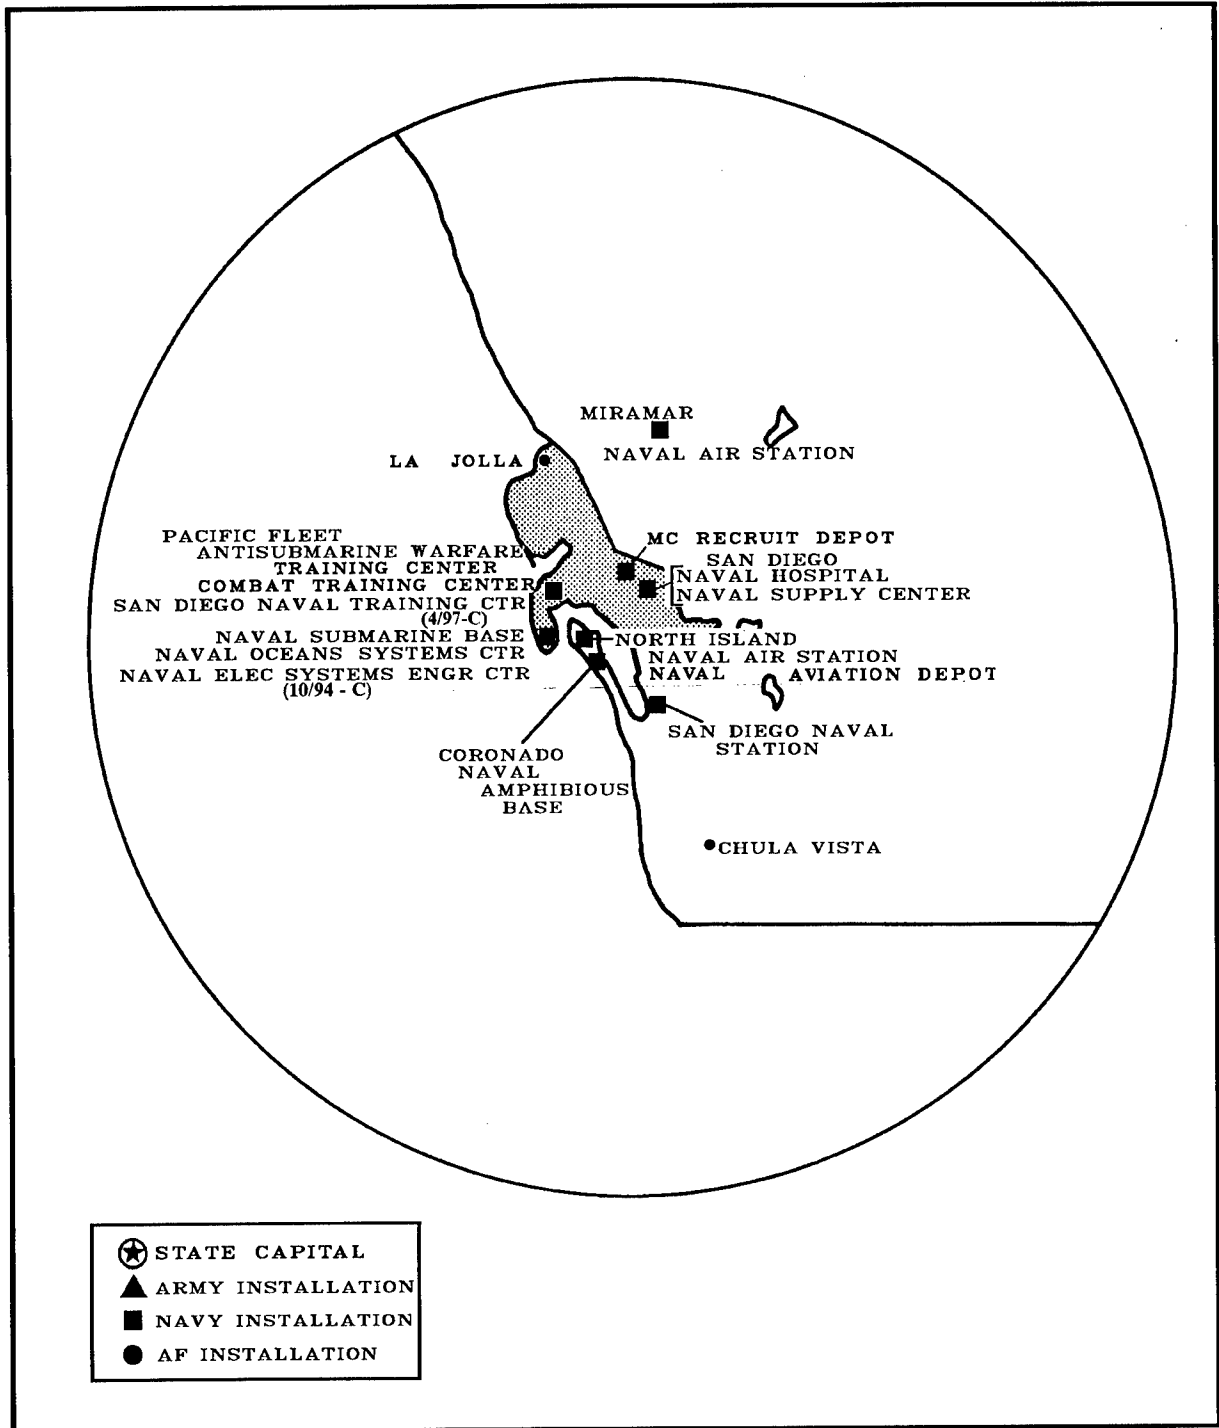 MIRAMAR
NAVAL AIR STATION
LA JOLLA
PACIFIC FLEET
ANTISUBMARINE WARFARE
TRAINING CENTER
COMBAT TRAINING CENTER
SAN DIEGO NAVAL TRAINING CTR
(4/97-C)
NAVAL SUBMARINE BASE
NAVAL OCEANS SYSTEMS CTR
NAVAL ELEC SYSTEMS ENGR CTR
(10/94 - C)
MC RECRUIT DEPOT
SAN DIEGO
NAVAL HOSPITAL
NAVAL SUPPLY CENTER
NORTH ISLAND
NAVAL AIR STATION
NAVAL AVIATION DEPOT
SAN DIEGO NAVAL
STATION
CORONADO
NAVAL
AMPHIBIOUS
BASE
CHULA VISTA
STATE CAPITAL
ARMY INSTALLATION
NAVY INSTALLATION
AF INSTALLATION